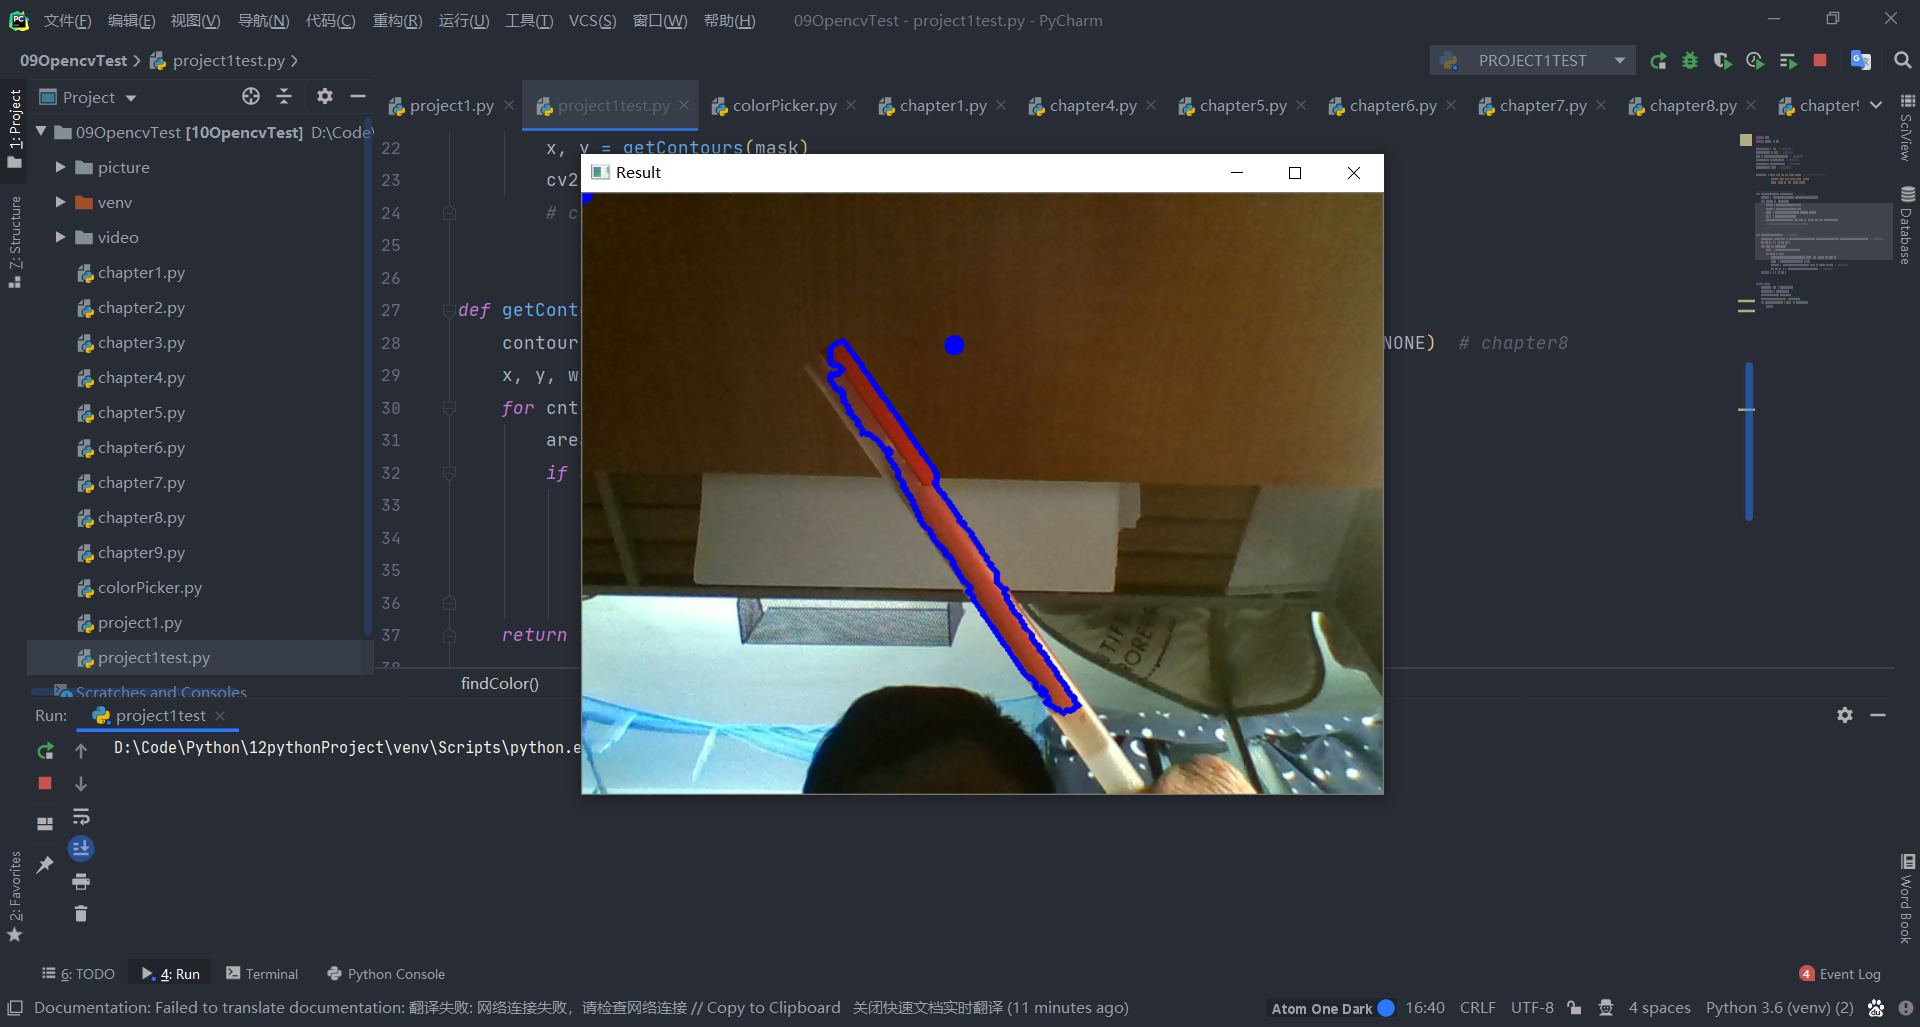 文件(F) 编辑(E) 视图(V) 导航(N) 代码(C) 重构(R) 运行(U) 工具(T) VCS(S) 窗口(W) 帮助(H) 09OpencvTest - project1test.py - PyCharm
09OpencvTest project1test.py PROJECT1TEST
Project
project1.py project1test.py colorPicker.py chapter1.py chapter4.py chapter5.py chapter6.py chapter7.py chapter8.py chapter9
1: Project
7: Structure
2: Favorites
SciView
Database
Word Book
09OpencvTest [10OpencvTest] D:\Code\
picture
venv
video
chapter1.py
chapter2.py
chapter3.py
chapter4.py
chapter5.py
chapter6.py
chapter7.py
chapter8.py
chapter9.py
colorPicker.py
project1.py
project1test.py
Scratches and Consoles
22 x, y = getContours(mask)
23 cv2
24 # c
25
26
27 def getCont
28 contour NONE) # chapter8
29 x, y, w
30 for cnt
31 are
32 if
33
34
35
36
37 return
38
findColor()
Result
Run: project1test
D:\Code\Python\12pythonProject\venv\Scripts\python.e
6: TODO 4: Run Terminal Python Console 4 Event Log
Documentation: Failed to translate documentation: 翻译失败: 网络连接失败，请检查网络连接 // Copy to Clipboard 关闭快速文档实时翻译 (11 minutes ago) Atom One Dark 16:40 CRLF UTF-8 4 spaces Python 3.6 (venv) (2)